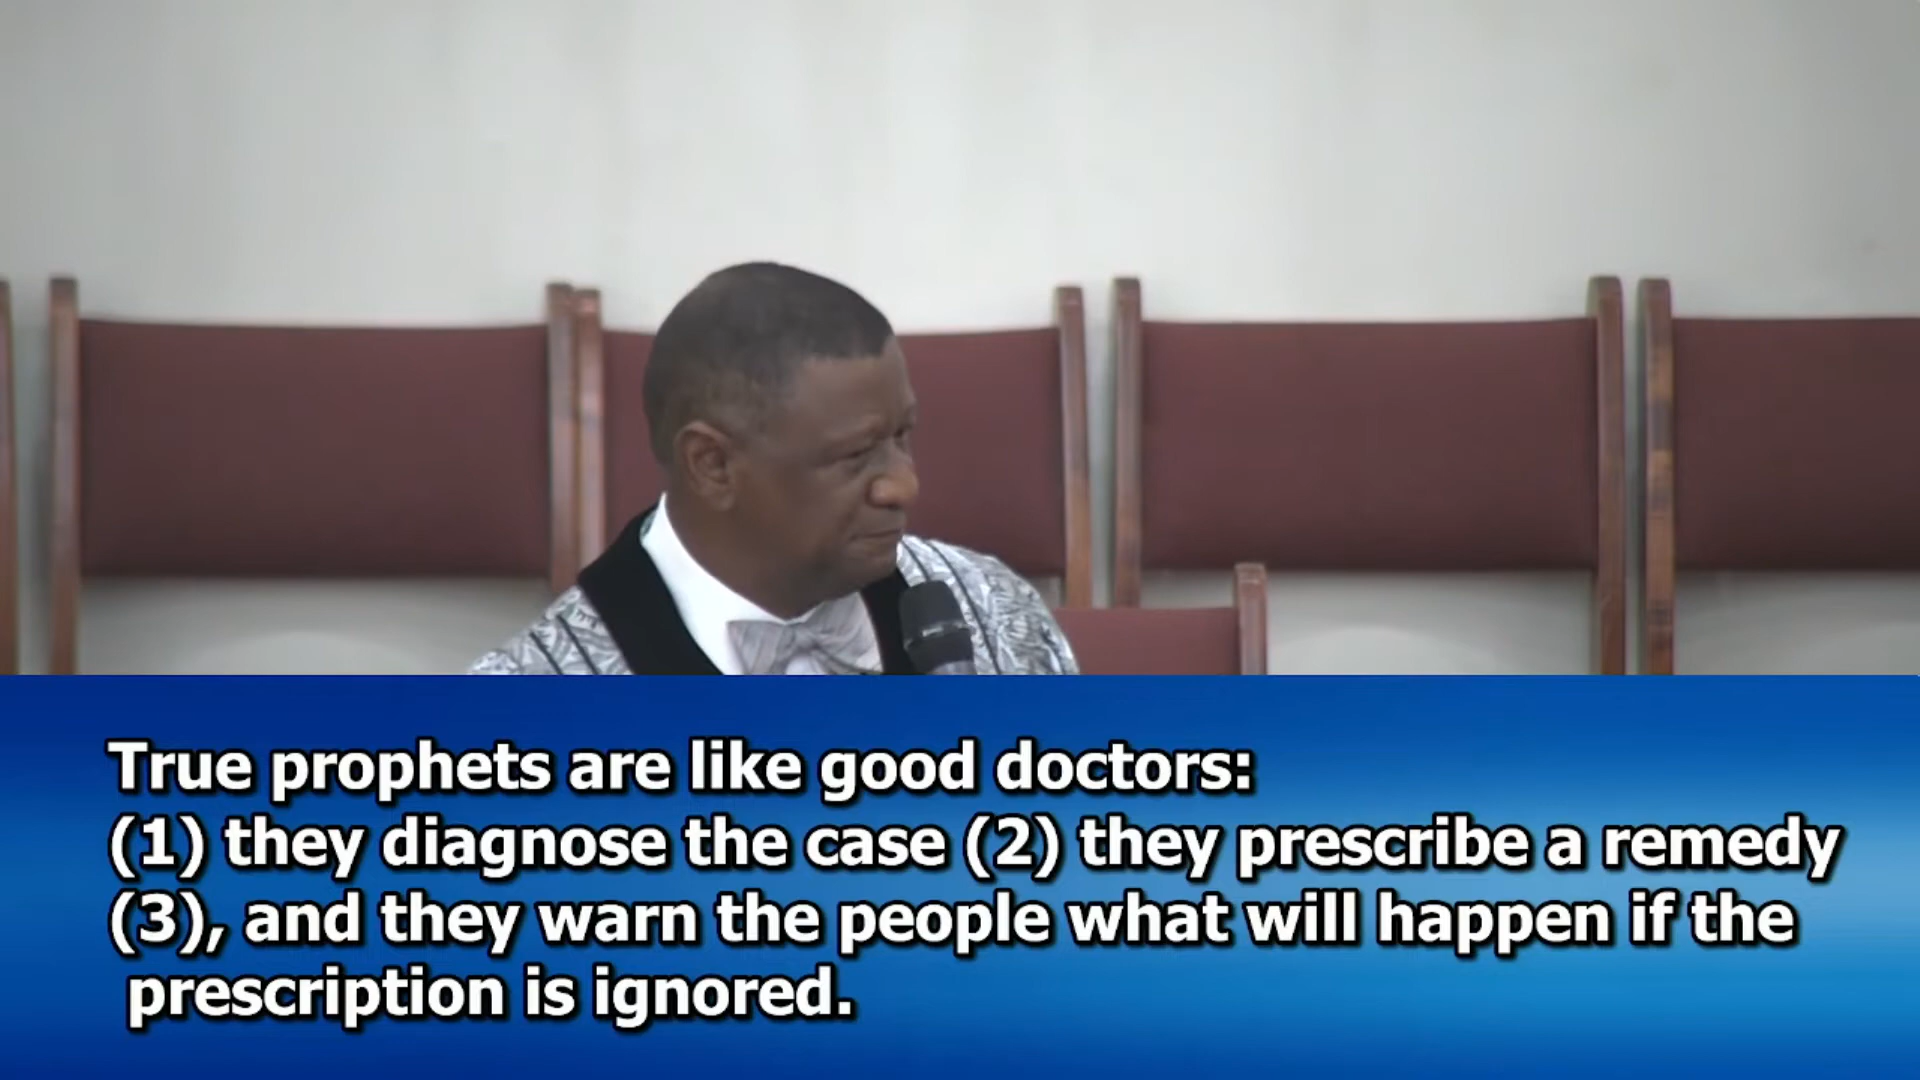 True prophets are like good doctors:
(1) they diagnose the case (2) they prescribe a remedy
(3), and they warn the people what will happen if the
prescription is ignored.